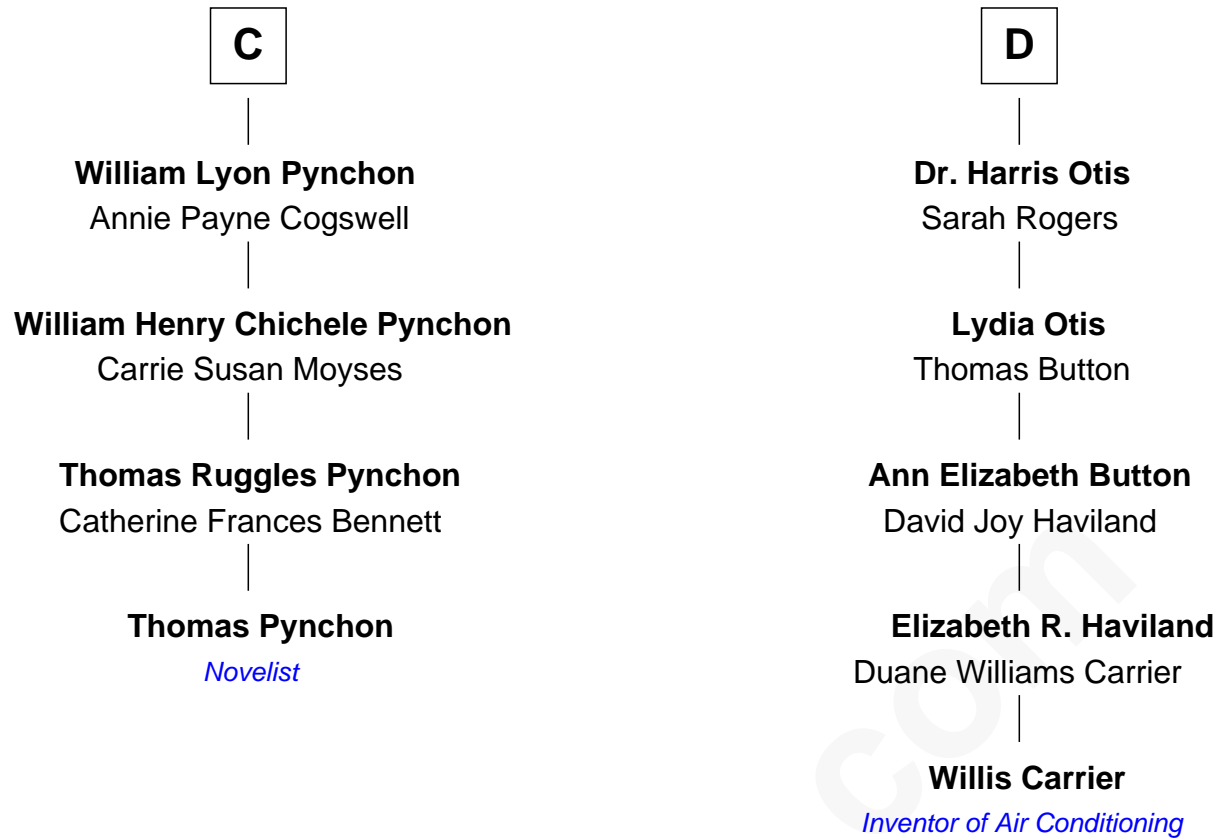 C
William Lyon Pynchon
Annie Payne Cogswell
William Henry Chichele Pynchon
Carrie Susan Moyses
Thomas Ruggles Pynchon
Catherine Frances Bennett
Thomas Pynchon
Novelist
D
Dr. Harris Otis
Sarah Rogers
Lydia Otis
Thomas Button
Ann Elizabeth Button
David Joy Haviland
Elizabeth R. Haviland
Duane Williams Carrier
Willis Carrier
Inventor of Air Conditioning
com